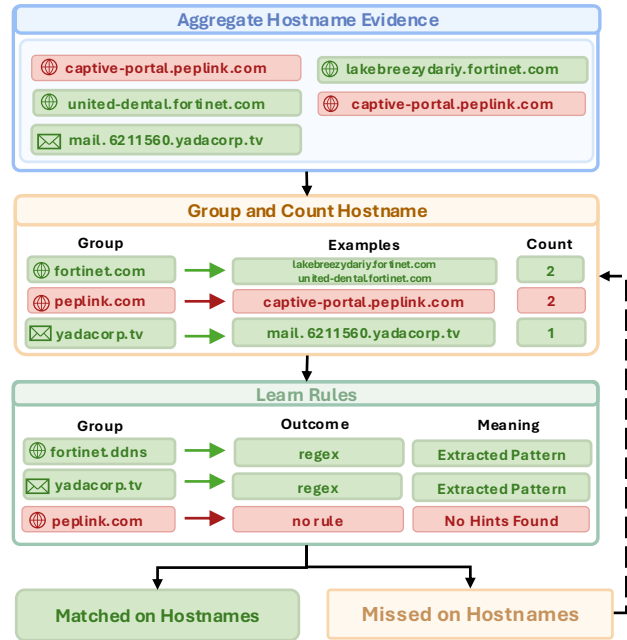 Aggregate Hostname Evidence
captive-portal.peplink.com
lakebreezydariy.fortinet.com
united-dental.fortinet.com
captive-portal.peplink.com
mail. 6211560.yadacorp.tv
Group and Count Hostname
Group Examples Count
fortinet.com
lakebreezydariy.fortinet.com
united-dental.fortinet.com
2
peplink.com captive-portal.peplink.com 2
yadacorp.tv mail. 6211560.yadacorp.tv 1
Learn Rules
Group Outcome Meaning
fortinet.ddns regex Extracted Pattern
yadacorp.tv regex Extracted Pattern
peplink.com no rule No Hints Found
Matched on Hostnames
Missed on Hostnames